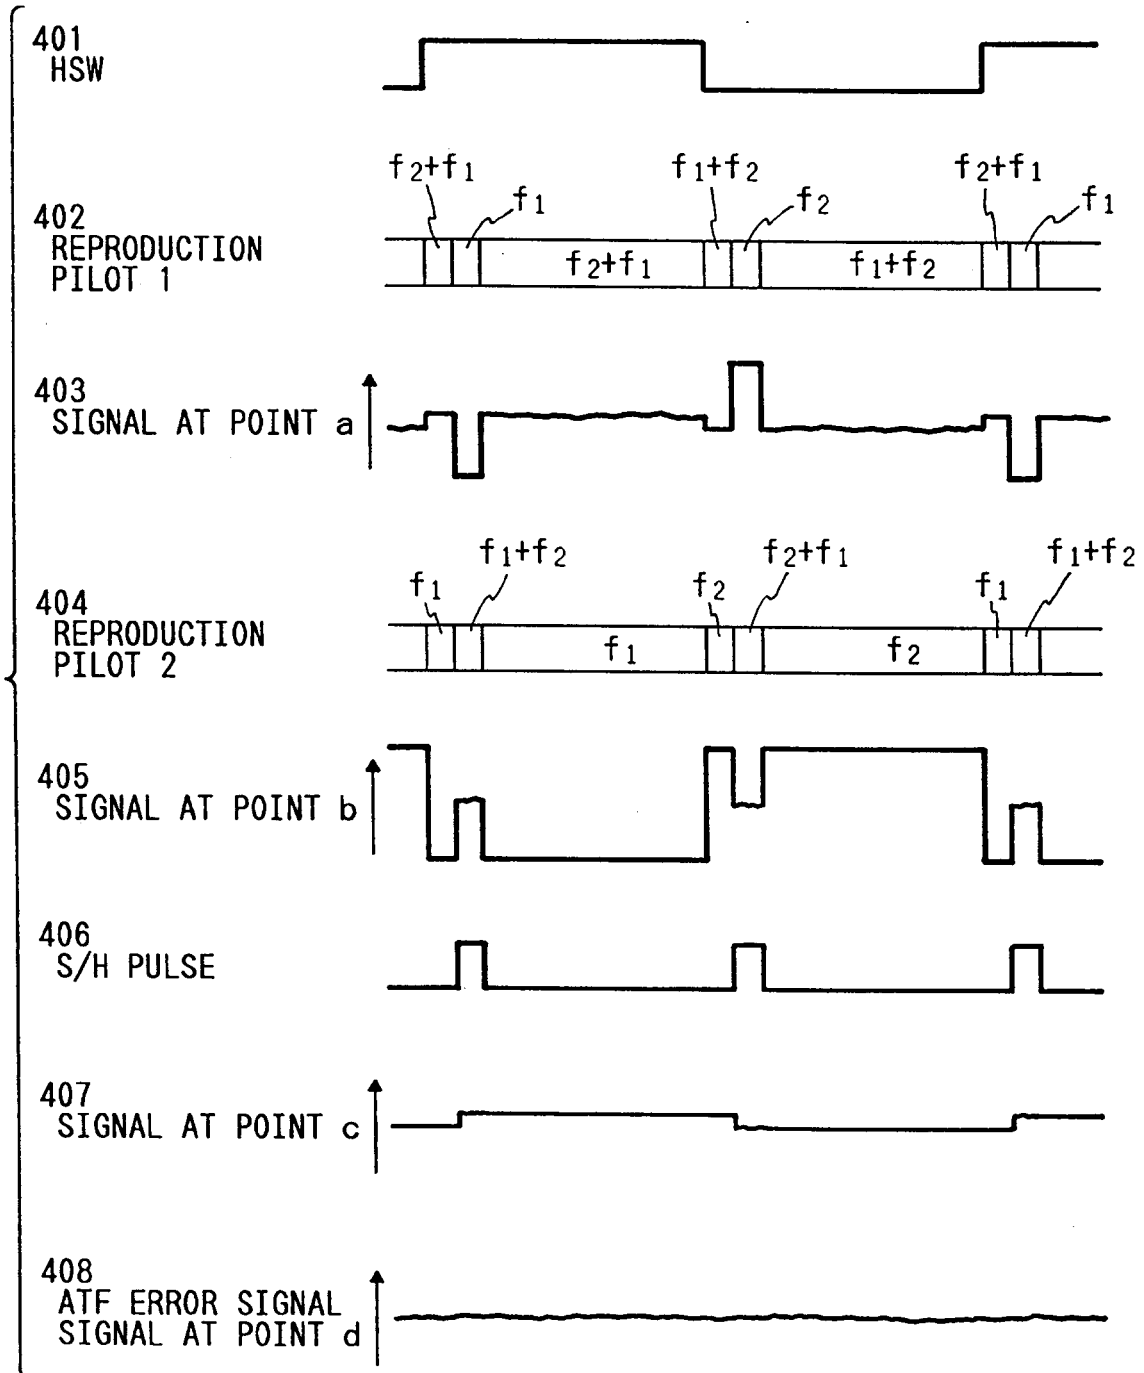 401
HSW
f2+f1
f1
f1+f2
f2
f2+f1
f1
402
REPRODUCTION
PILOT 1
f2+f1
f1+f2
403
SIGNAL AT POINT a
f1
f1+f2
f2
f2+f1
f1
f1+f2
404
REPRODUCTION
PILOT 2
f1
f2
405
SIGNAL AT POINT b
406
S/H PULSE
407
SIGNAL AT POINT c
408
ATF ERROR SIGNAL
SIGNAL AT POINT d